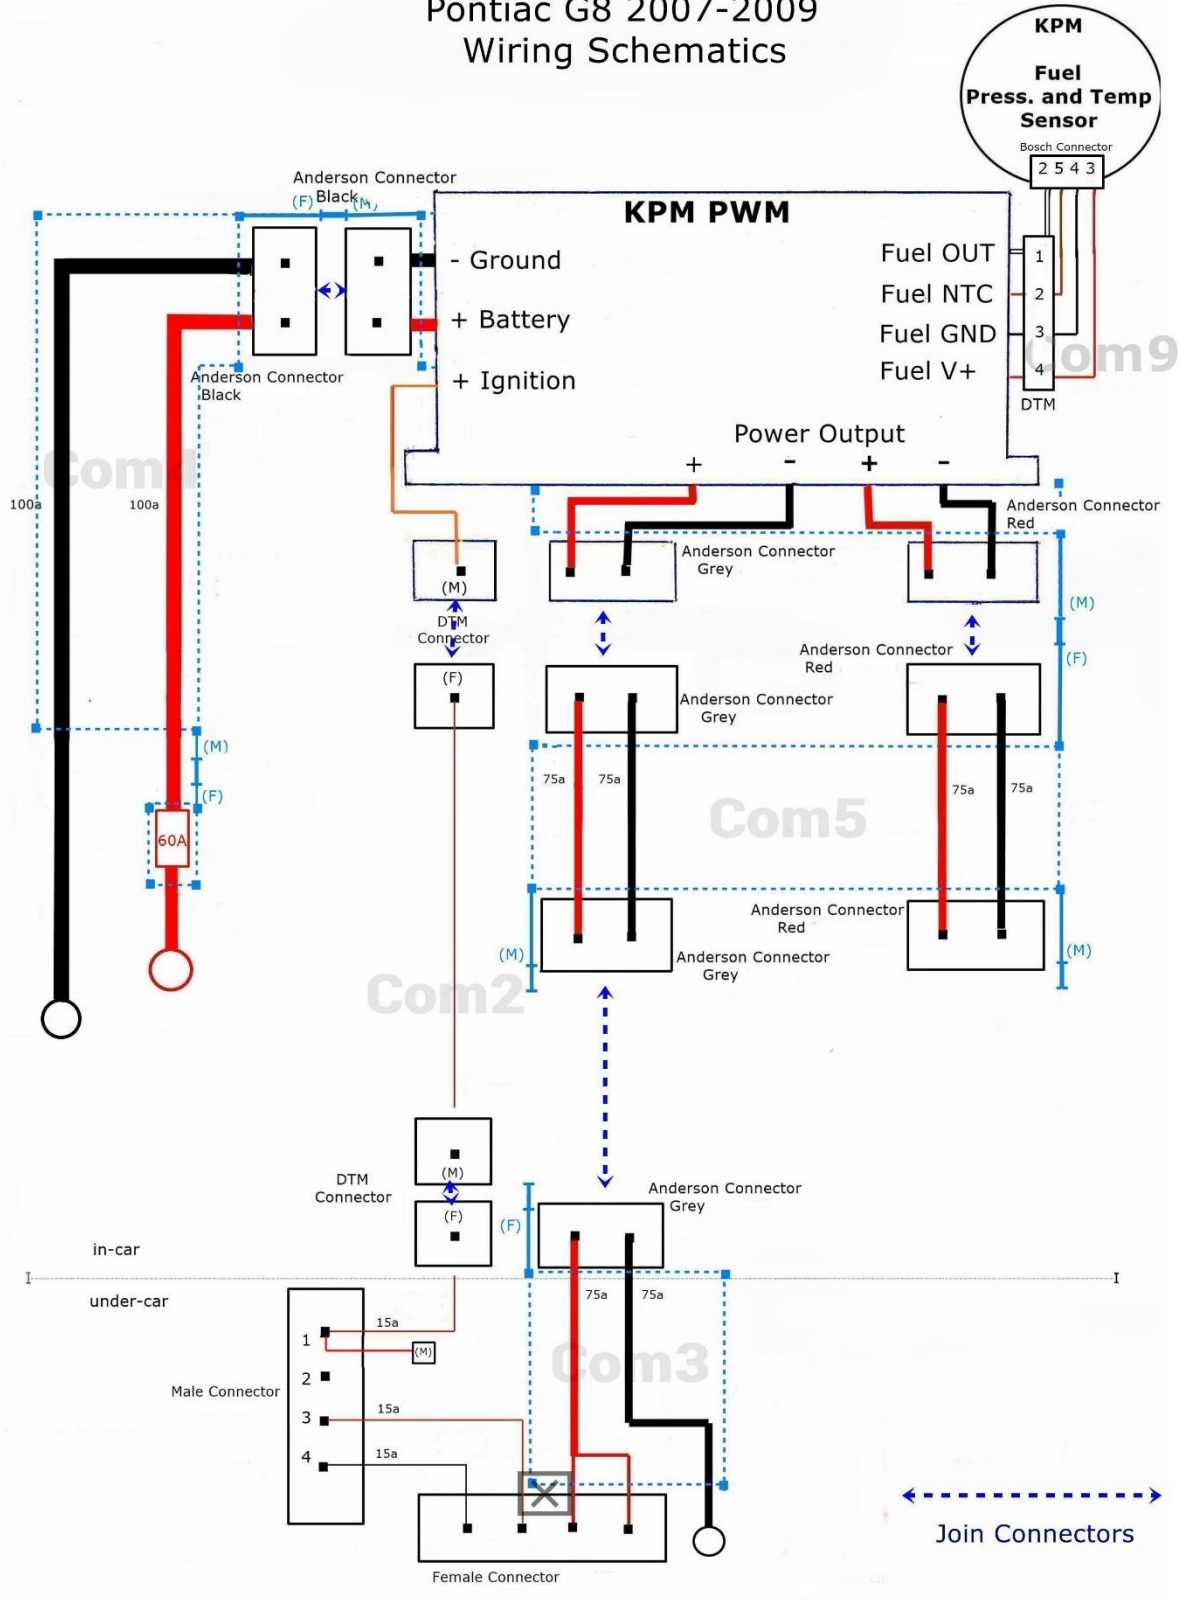 Pontiac G8 2007-2009
Wiring Schematics
KPM
Fuel
Press. and Temp
Sensor
Bosch Connector
2 5 4 3
Anderson Connector
Black
(F)
(M)
KPM PWM
- Ground
+ Battery
+ Ignition
Fuel OUT
Fuel NTC
Fuel GND
Fuel V+
1
2
3
4
DTM
Com9
Anderson Connector
Black
Power Output
+ - + -
Com4
100a
100a
Anderson Connector
Red
Anderson Connector
Grey
(M)
DTM
Connector
(F)
(M)
(F)
Anderson Connector
Red
Anderson Connector
Grey
(M)
(F)
75a
75a
75a
75a
Com5
60A
Anderson Connector
Red
(M)
(M)
Anderson Connector
Grey
Com2
DTM
Connector
(M)
(F)
(F)
Anderson Connector
Grey
in-car
under-car
75a
75a
15a
(M)
1
2
3
4
Male Connector
15a
15a
Com3
Join Connectors
Female Connector